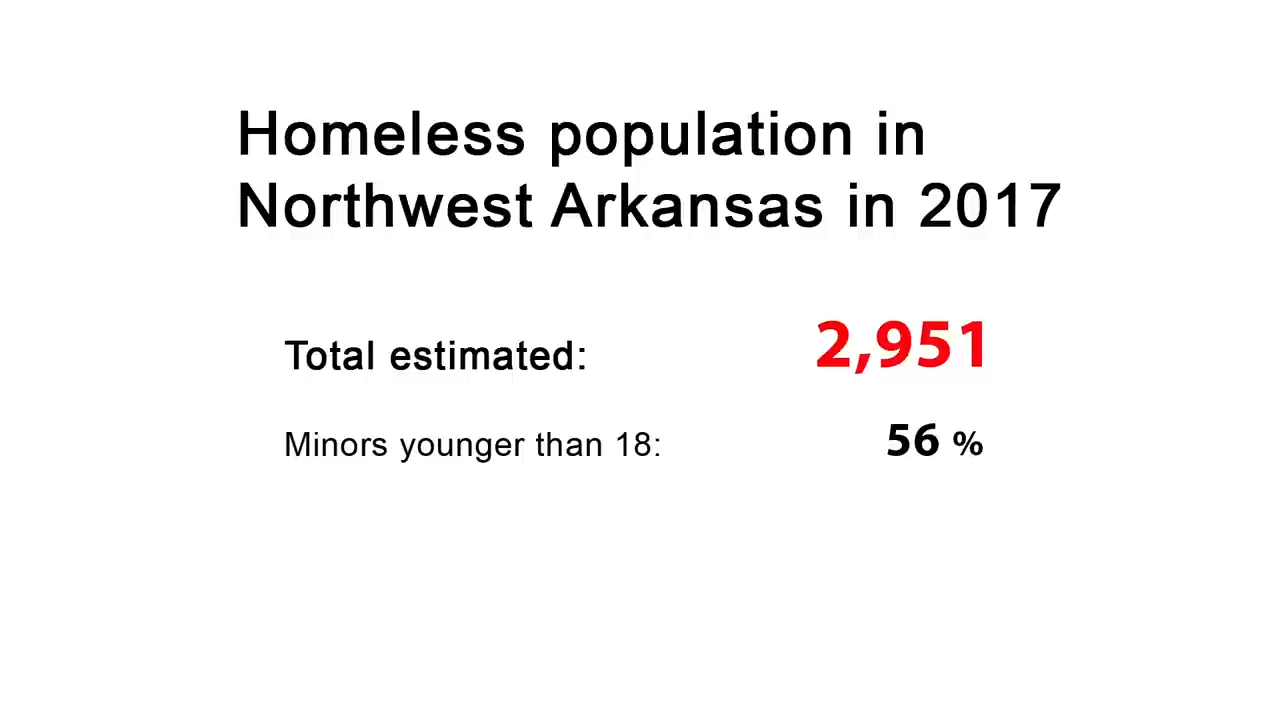 Homeless population in
Northwest Arkansas in 2017
Total estimated: 2,951
Minors younger than 18: 56 %